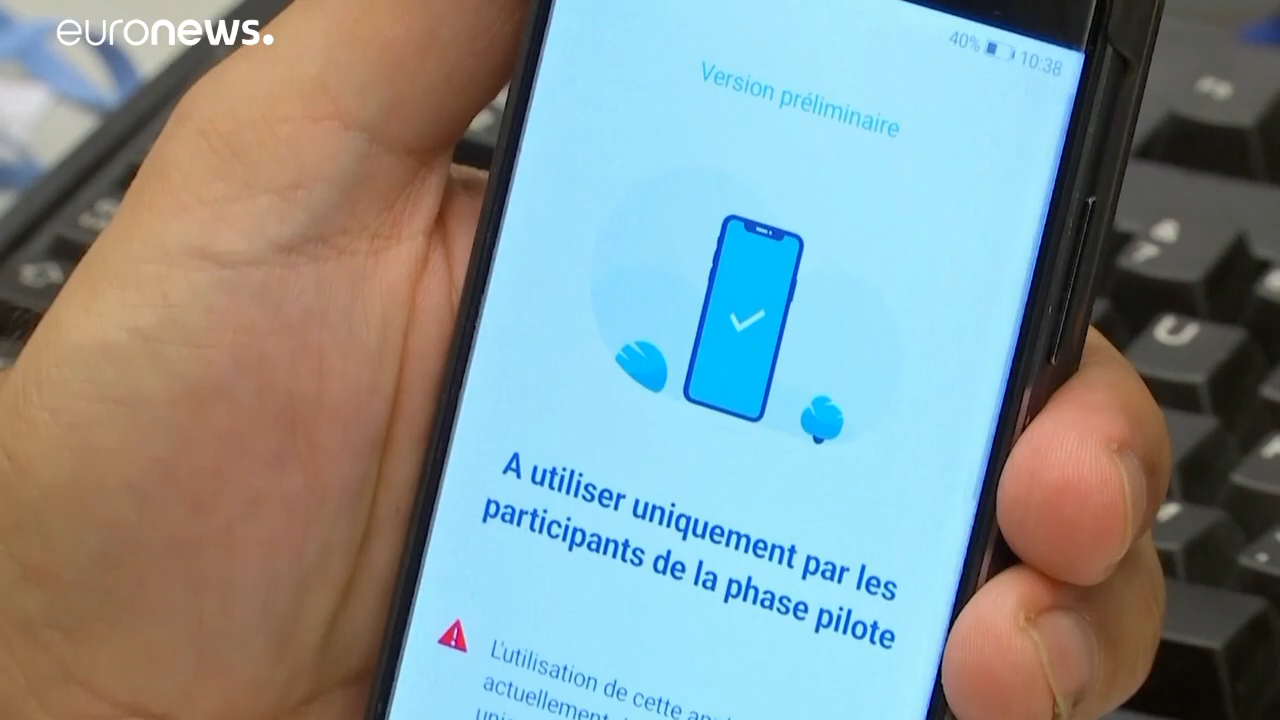 euronews.
40% 10:38
Version préliminaire
A utiliser uniquement par les
participants de la phase pilote
L'utilisation de cette
actuellement
U
7